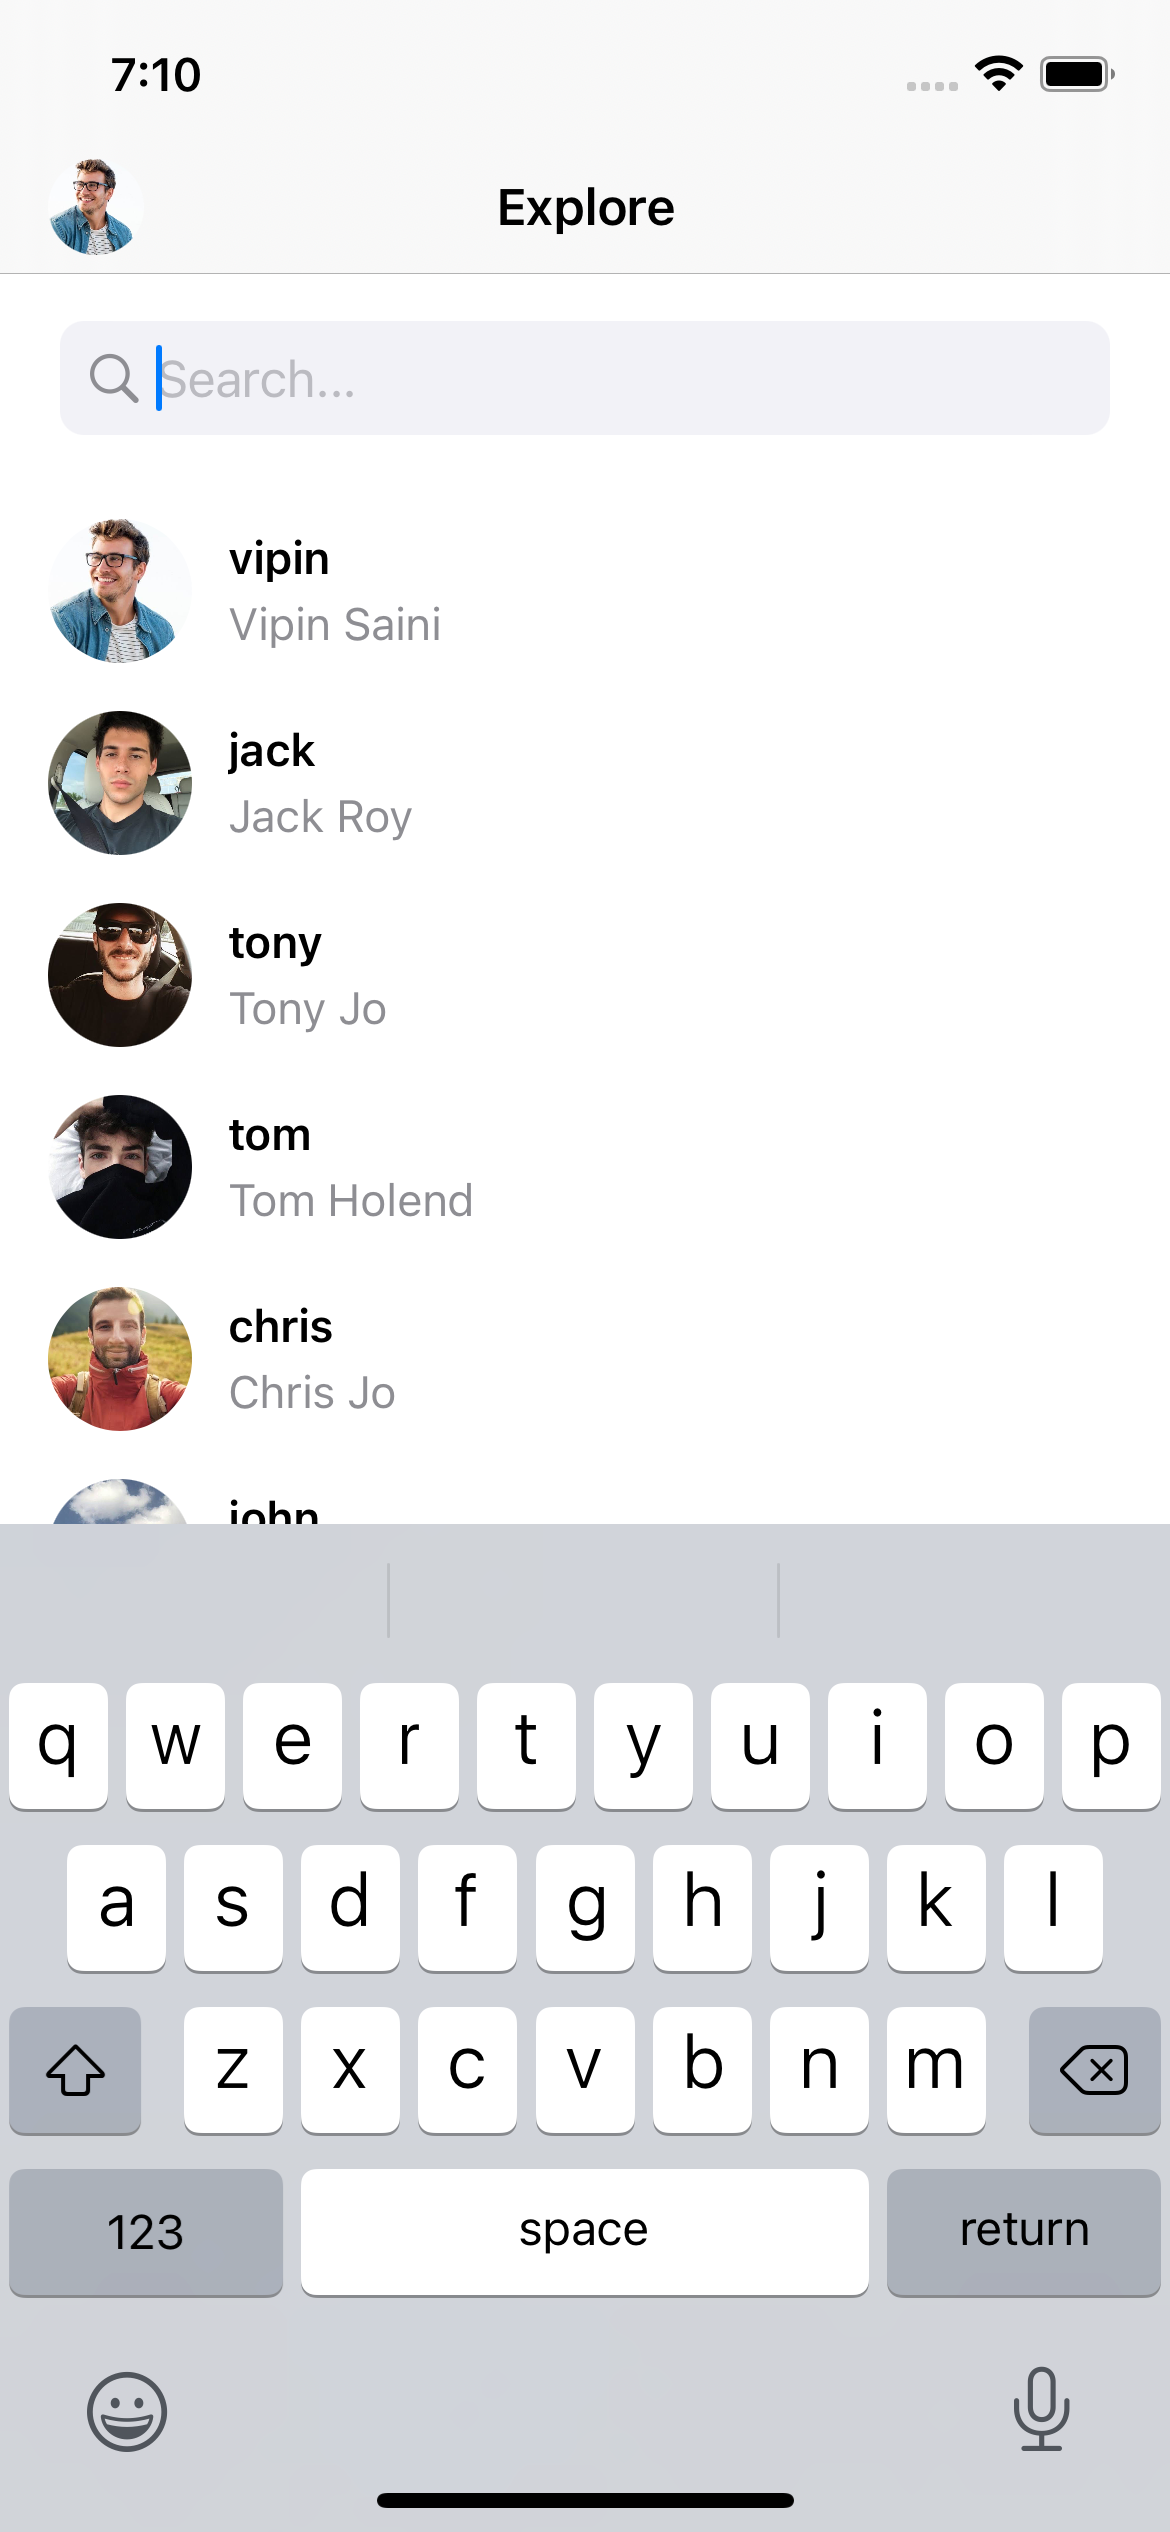 7:10
Explore
Search...
vipin
Vipin Saini
jack
Jack Roy
tony
Tony Jo
tom
Tom Holend
chris
Chris Jo
john
q w e r t y u i o p
a s d f g h j k l
z x c v b n m
123 space return